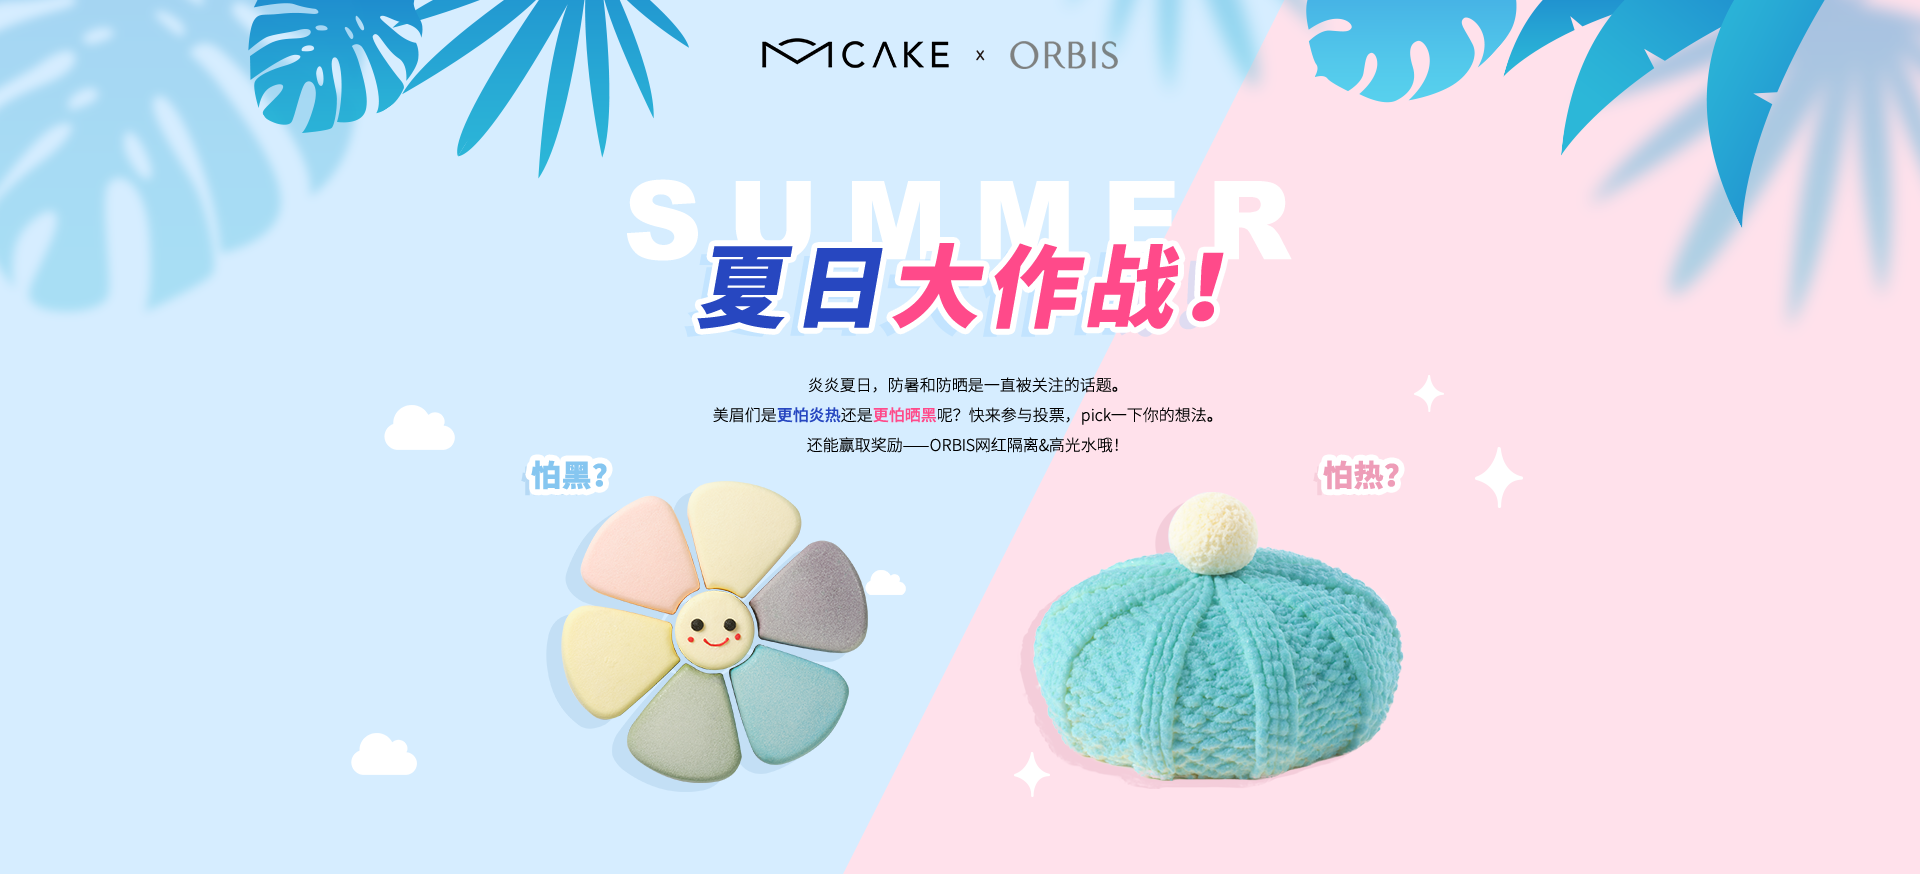 MCAKE x ORBIS
SUMMER
夏日大作战!
炎炎夏日，防暑和防晒是一直被关注的话题。
美眉们是更怕炎热还是更怕晒黑呢？快来参与投票，pick一下你的想法。
还能赢取奖励——ORBIS网红隔离&高光水哦！
怕黑?
怕热?